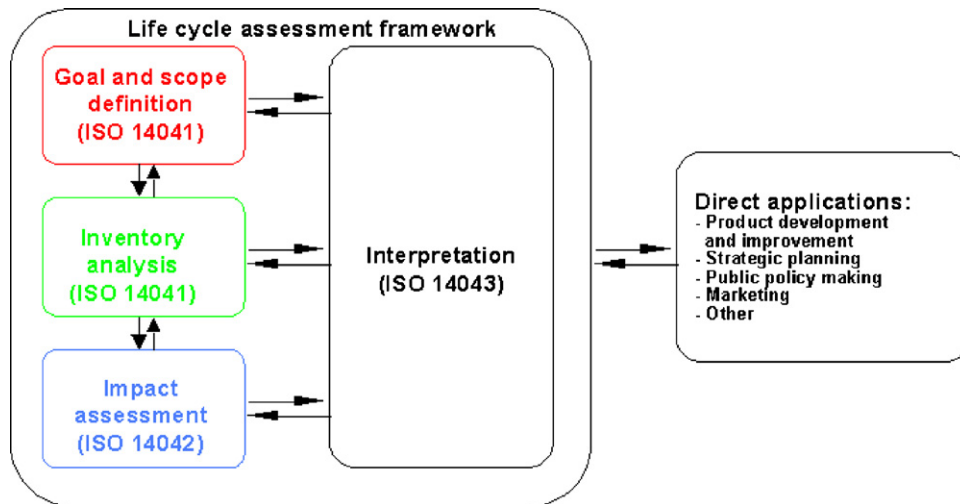 Life cycle assessment framework
Goal and scope
definition
(ISO 14041)
Inventory
analysis
(ISO 14041)
Impact
assessment
(ISO 14042)
Interpretation
(ISO 14043)
Direct applications:
- Product development
and improvement
- Strategic planning
- Public policy making
- Marketing
- Other